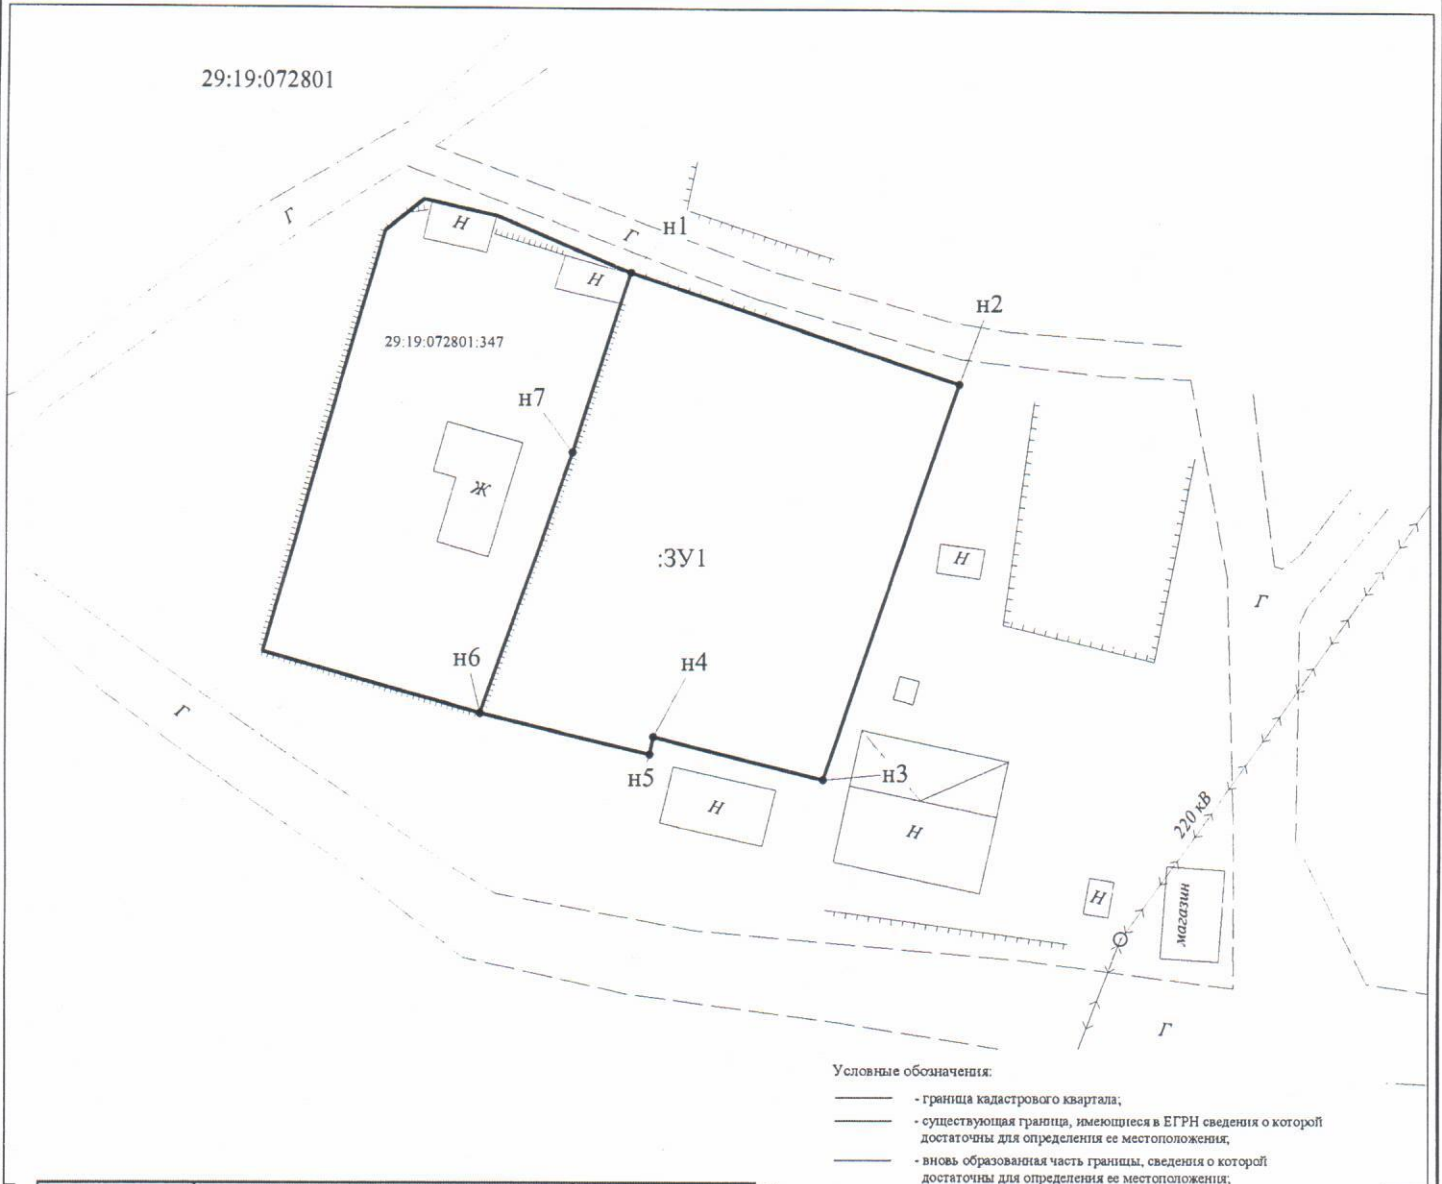 29:19:072801
Г
Н
Г
н1
Н
н2
29:19:072801:347
н7
Ж
:ЗУ1
Н
Г
н6
н4
Г
н5
н3
Н
Н
220 кВ
Н
магазин
Г
Условные обозначения:
- граница кадастрового квартала;
- существующая граница, имеющиеся в ЕГРН сведения о которой
достаточны для определения ее местоположения;
- вновь образованная часть границы, сведения о которой
достаточны для определения ее местоположения;